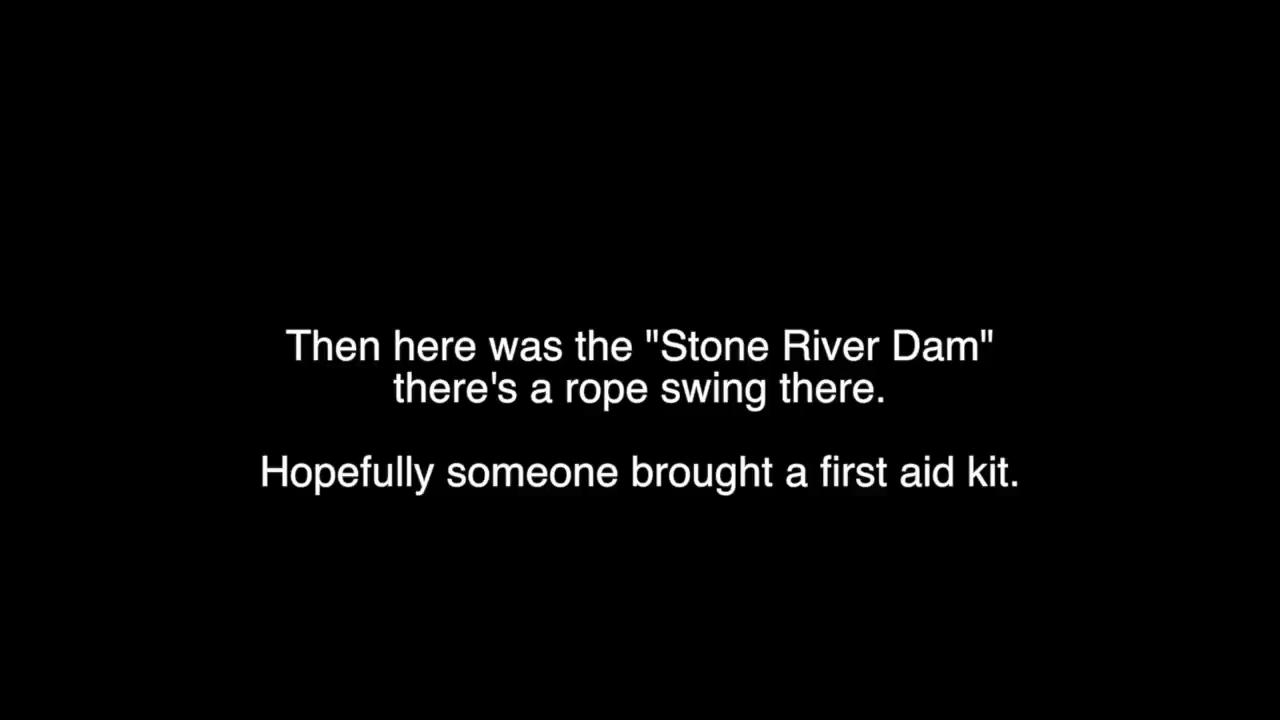 Then here was the "Stone River Dam"
there's a rope swing there.
Hopefully someone brought a first aid kit.